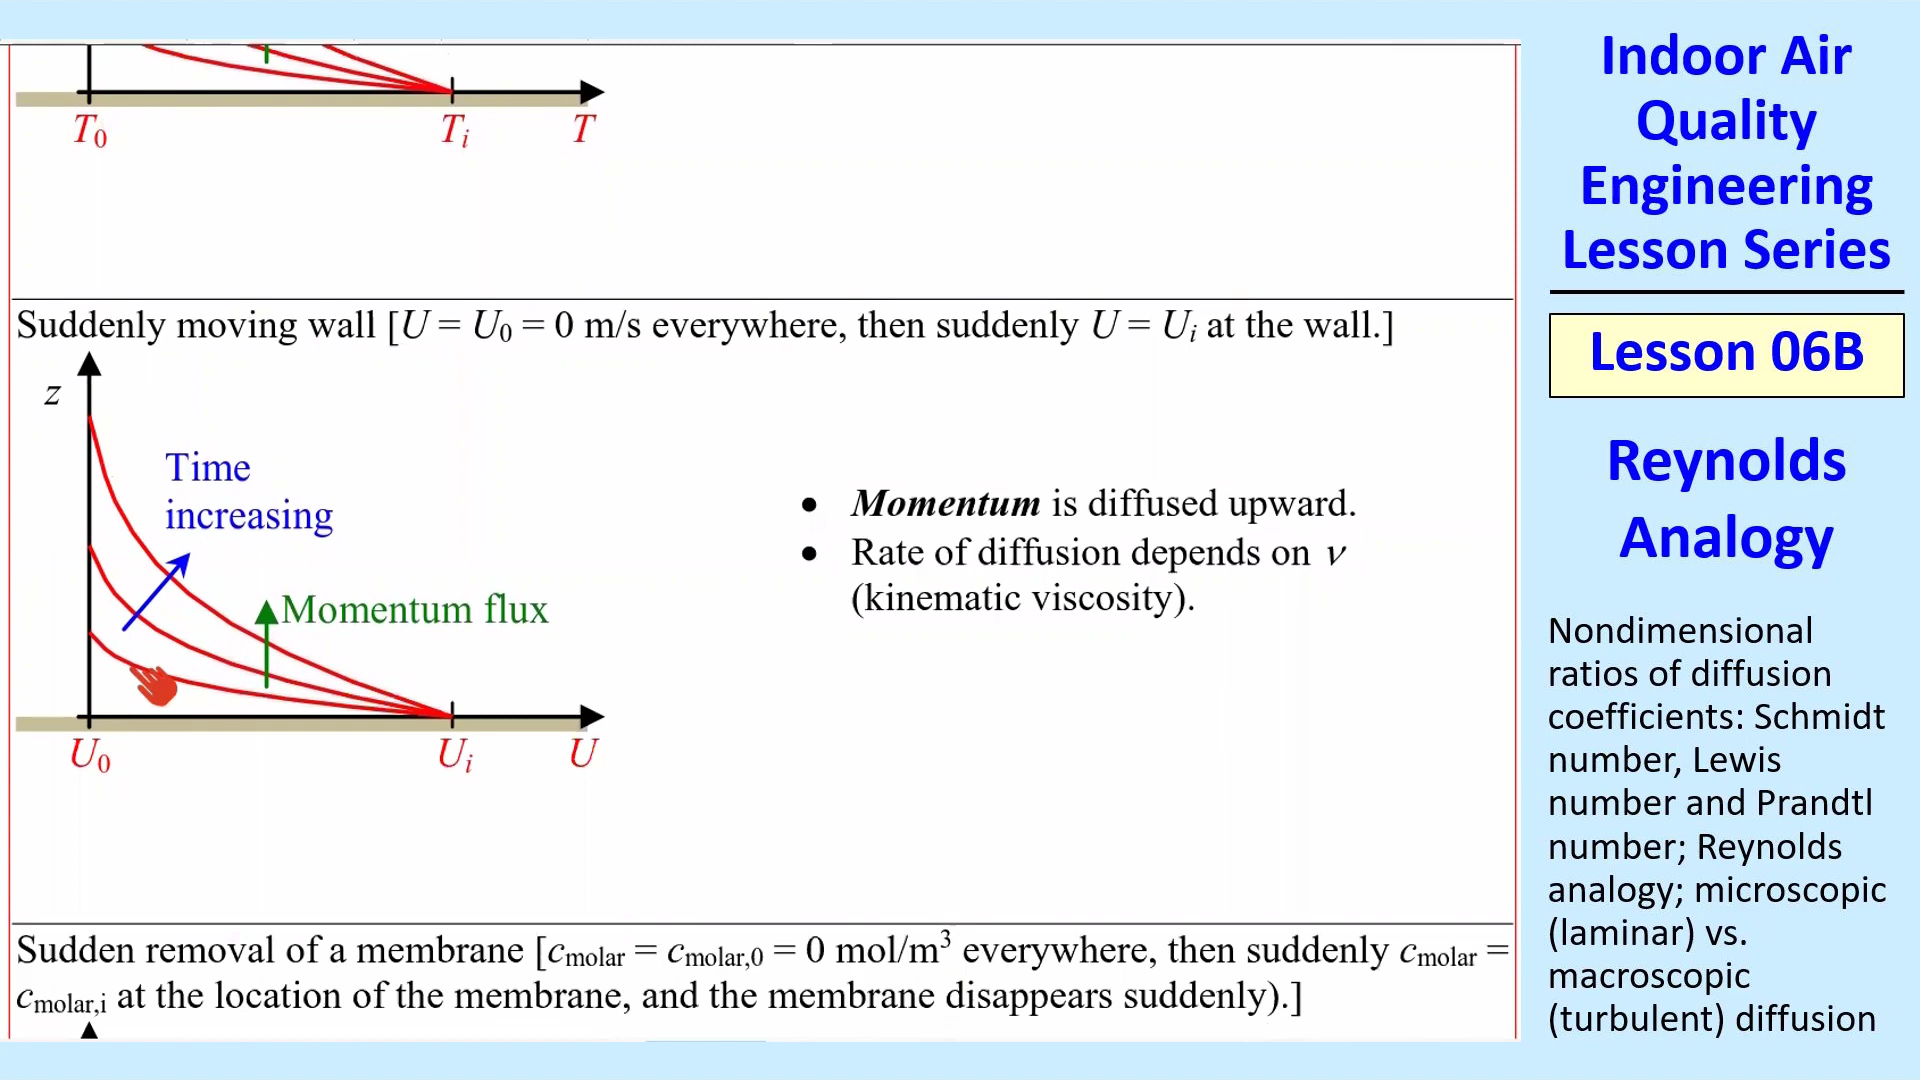 T0
Ti
T
Suddenly moving wall [U = U0 = 0 m/s everywhere, then suddenly U = Ui at the wall.]
z
Time
increasing
Momentum flux
U0
Ui
U
• Momentum is diffused upward.
• Rate of diffusion depends on ν
(kinematic viscosity).
Sudden removal of a membrane [cmolar = cmolar,0 = 0 mol/m³ everywhere, then suddenly cmolar =
cmolar,i at the location of the membrane, and the membrane disappears suddenly).]
Indoor Air
Quality
Engineering
Lesson Series
Lesson 06B
Reynolds
Analogy
Nondimensional
ratios of diffusion
coefficients: Schmidt
number, Lewis
number and Prandtl
number; Reynolds
analogy; microscopic
(laminar) vs.
macroscopic
(turbulent) diffusion